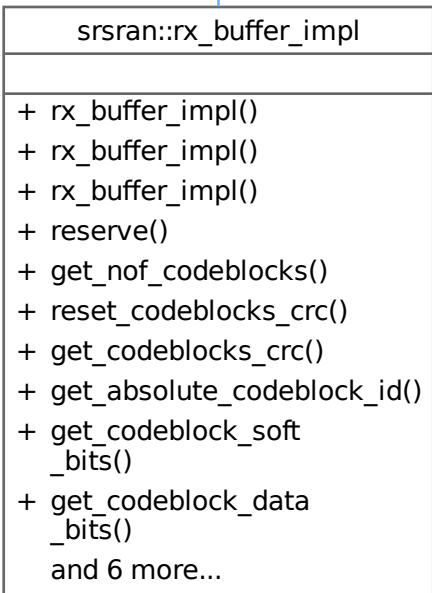 srsran::rx_buffer_impl
+ rx_buffer_impl()
+ rx_buffer_impl()
+ rx_buffer_impl()
+ reserve()
+ get_nof_codeblocks()
+ reset_codeblocks_crc()
+ get_codeblocks_crc()
+ get_absolute_codeblock_id()
+ get_codeblock_soft
_bits()
+ get_codeblock_data
_bits()
and 6 more...